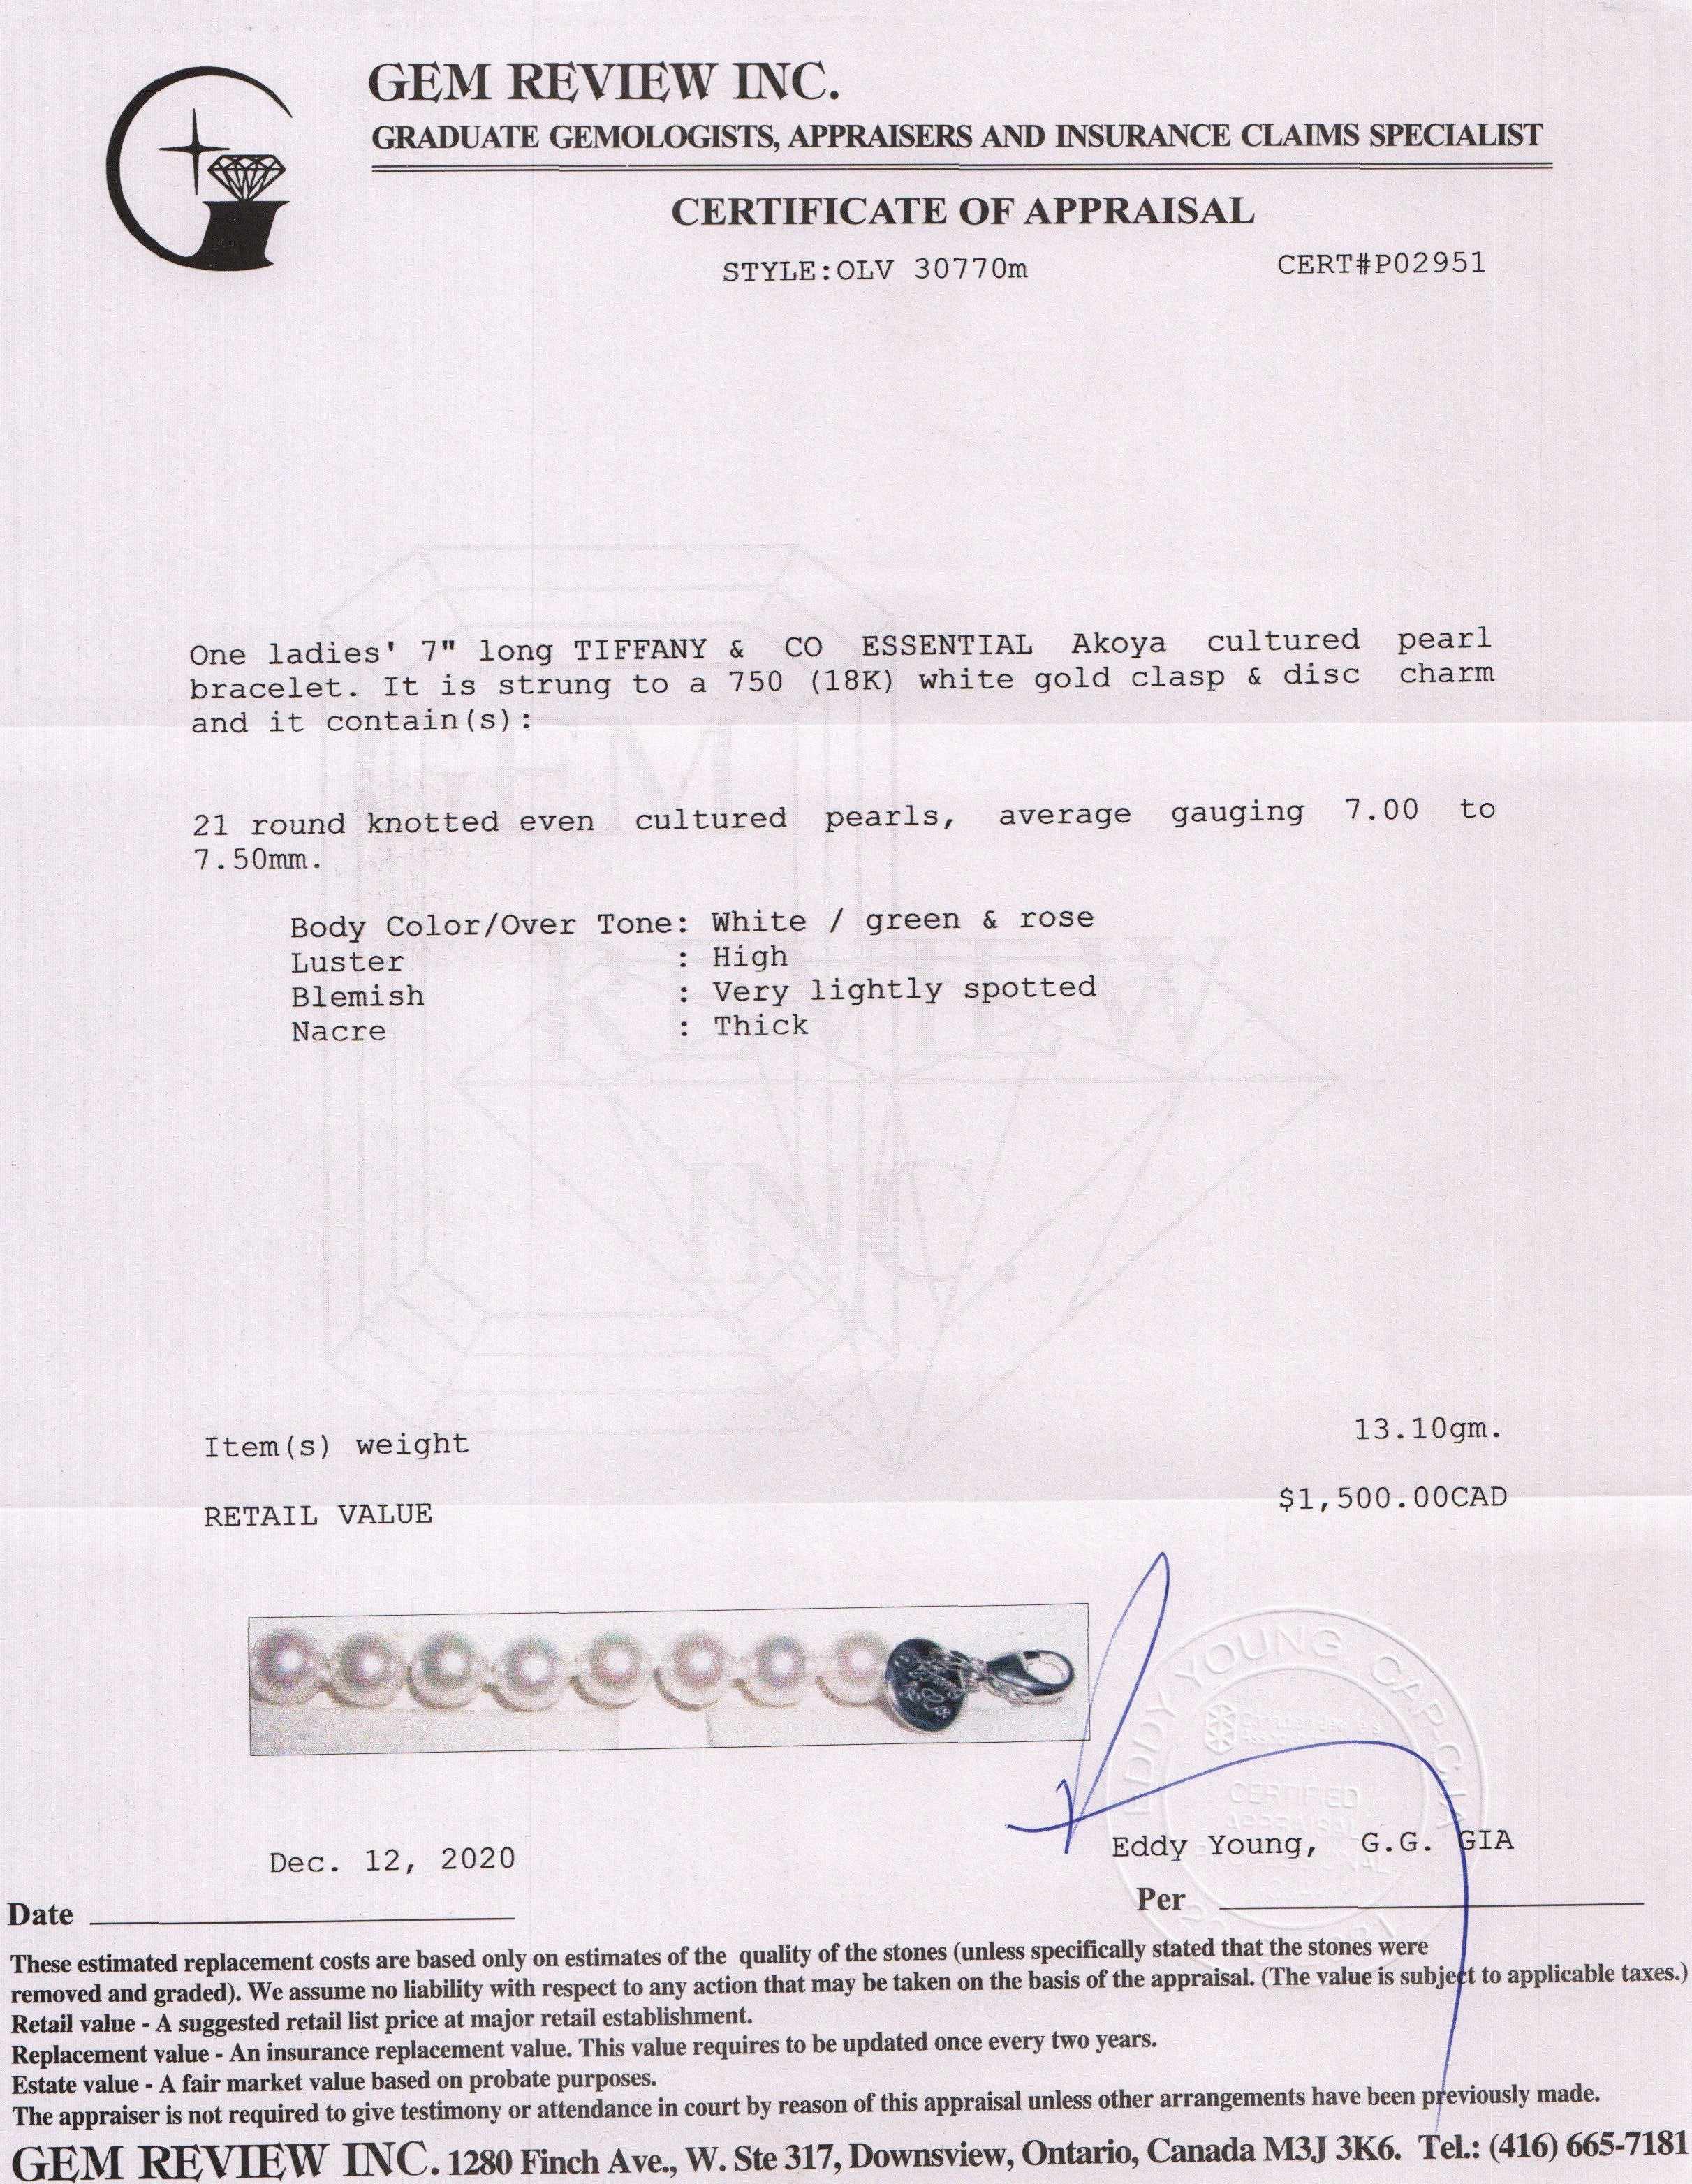 GEM REVIEW INC.
GRADUATE GEMOLOGISTS, APPRAISERS AND INSURANCE CLAIMS SPECIALIST
CERTIFICATE OF APPRAISAL
STYLE:OLV 30770m CERT#P02951
One ladies' 7" long TIFFANY & CO ESSENTIAL Akoya cultured pearl
bracelet. It is strung to a 750 (18K) white gold clasp & disc charm
and it contain(s):
21 round knotted even cultured pearls, average gauging 7.00 to
7.50mm.
Body Color/Over Tone: White / green & rose
Luster : High
Blemish : Very lightly spotted
Nacre : Thick
GEM
REVIEW
INC.
Item(s) weight 13.10gm.
RETAIL VALUE $1,500.00CAD
EDDY YOUNG, CAP-CJA
CERTIFIED
APPRAISAL
Dec. 12, 2020
Eddy Young, G.G. GIA
Date
Per
These estimated replacement costs are based only on estimates of the quality of the stones (unless specifically stated that the stones were
removed and graded). We assume no liability with respect to any action that may be taken on the basis of the appraisal. (The value is subject to applicable taxes.)
Retail value - A suggested retail list price at major retail establishment.
Replacement value - An insurance replacement value. This value requires to be updated once every two years.
Estate value - A fair market value based on probate purposes.
The appraiser is not required to give testimony or attendance in court by reason of this appraisal unless other arrangements have been previously made.
GEM REVIEW INC. 1280 Finch Ave., W. Ste 317, Downsview, Ontario, Canada M3J 3K6. Tel.: (416) 665-7181